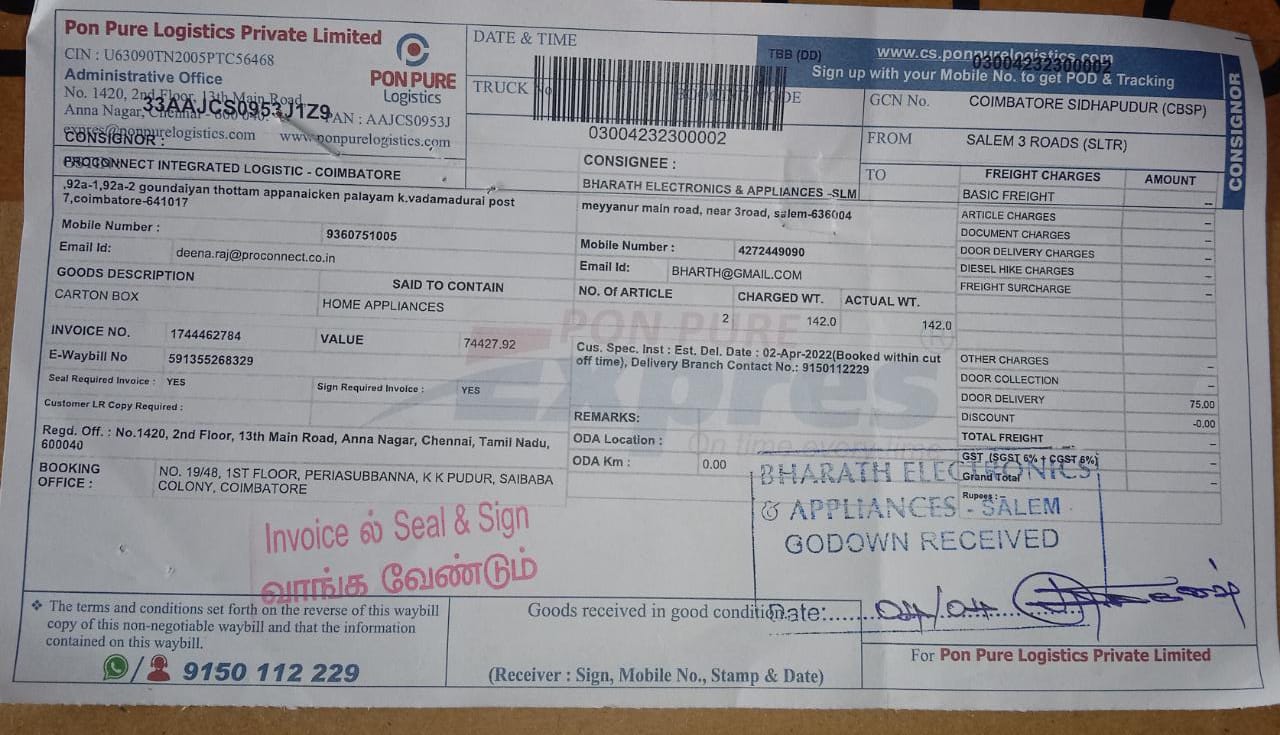 Pon Pure Logistics Private Limited
CIN : U63090TN2005PTC56468
Administrative Office
No. 1420, 2nd Floor, 13th Main Road
Anna Nagar, Chennai - 600 040
33AAJCS0953J1Z9
PAN : AAJCS0953J
expres@ponpurelogistics.com www.ponpurelogistics.com
PON PURE
Logistics
DATE & TIME
TRUCK No
03004232300002
TBB (DD)
www.cs.ponpurelogistics.com
03004232300002
Sign up with your Mobile No. to get POD & Tracking
GCN No. COIMBATORE SIDHAPUDUR (CBSP)
FROM SALEM 3 ROADS (SLTR)
TO
CONSIGNOR
CONSIGNOR :
PROCONNECT INTEGRATED LOGISTIC - COIMBATORE
,92a-1,92a-2 goundaiyan thottam appanaicken palayam k.vadamadurai post
7,coimbatore-641017
Mobile Number : 9360751005
Email Id: deena.raj@proconnect.co.in
CONSIGNEE :
BHARATH ELECTRONICS & APPLIANCES -SLM
meyyanur main road, near 3road, salem-636004
Mobile Number : 4272449090
Email Id: BHARTH@GMAIL.COM
GOODS DESCRIPTION SAID TO CONTAIN
CARTON BOX HOME APPLIANCES
NO. Of ARTICLE CHARGED WT. ACTUAL WT.
2 142.0 142.0
INVOICE NO. 1744462784 VALUE 74427.92
E-Waybill No 591355268329
Seal Required Invoice : YES Sign Required Invoice : YES
Customer LR Copy Required :
Cus. Spec. Inst : Est. Del. Date : 02-Apr-2022(Booked within cut
off time), Delivery Branch Contact No.: 9150112229
PON PURE
Expres
On time every time
REMARKS:
ODA Location :
ODA Km : 0.00
Regd. Off. : No.1420, 2nd Floor, 13th Main Road, Anna Nagar, Chennai, Tamil Nadu,
600040
BOOKING NO. 19/48, 1ST FLOOR, PERIASUBBANNA, K K PUDUR, SAIBABA
OFFICE : COLONY, COIMBATORE
FREIGHT CHARGES AMOUNT
BASIC FREIGHT –
ARTICLE CHARGES –
DOCUMENT CHARGES –
DOOR DELIVERY CHARGES –
DIESEL HIKE CHARGES –
FREIGHT SURCHARGE –
OTHER CHARGES –
DOOR COLLECTION –
DOOR DELIVERY 75.00
DISCOUNT -0.00
TOTAL FREIGHT –
GST (SGST 6% + CGST 6%) –
Grand Total –
Rupees : –
BHARATH ELECTRONICS
& APPLIANCES - SALEM
GODOWN RECEIVED
Date:
Invoice ல் Seal & Sign
வாங்க வேண்டும்
❖ The terms and conditions set forth on the reverse of this waybill
copy of this non-negotiable waybill and that the information
contained on this waybill.
/ 9150 112 229
Goods received in good condition
(Receiver : Sign, Mobile No., Stamp & Date)
For Pon Pure Logistics Private Limited